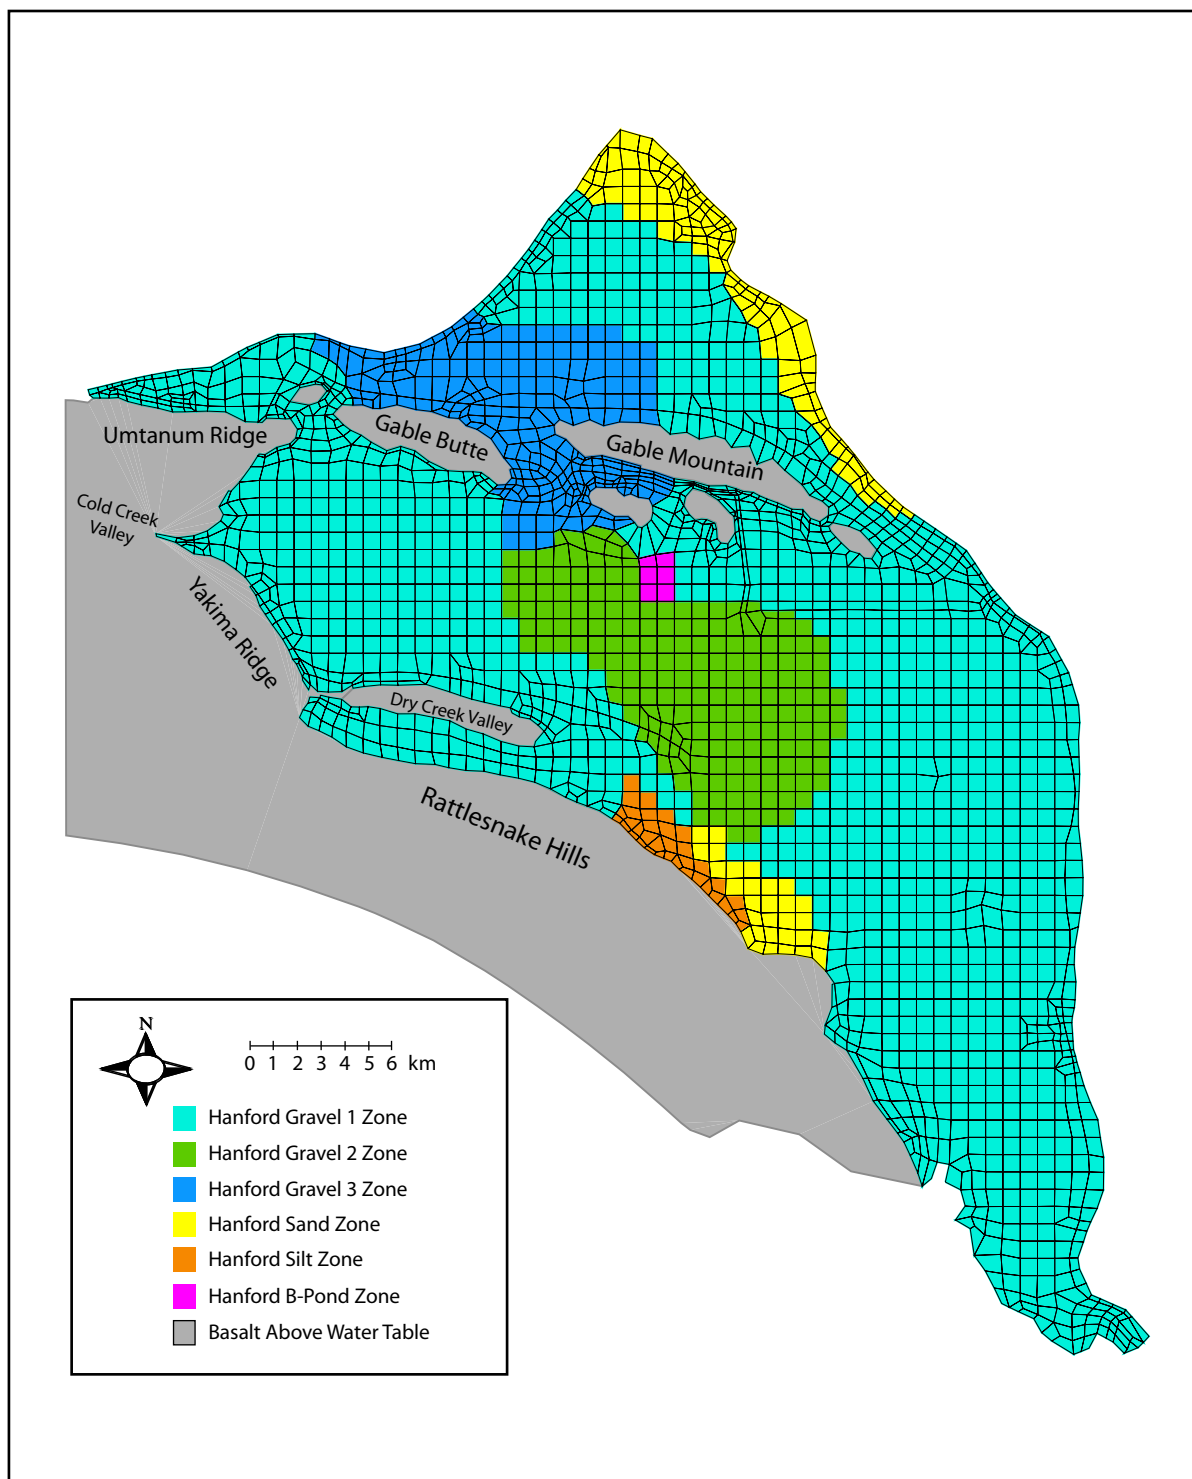 Umtanum Ridge
Gable Butte
Gable Mountain
Cold Creek
Valley
Yakima Ridge
Dry Creek Valley
Rattlesnake Hills
N
0 1 2 3 4 5 6 km
Hanford Gravel 1 Zone
Hanford Gravel 2 Zone
Hanford Gravel 3 Zone
Hanford Sand Zone
Hanford Silt Zone
Hanford B-Pond Zone
Basalt Above Water Table